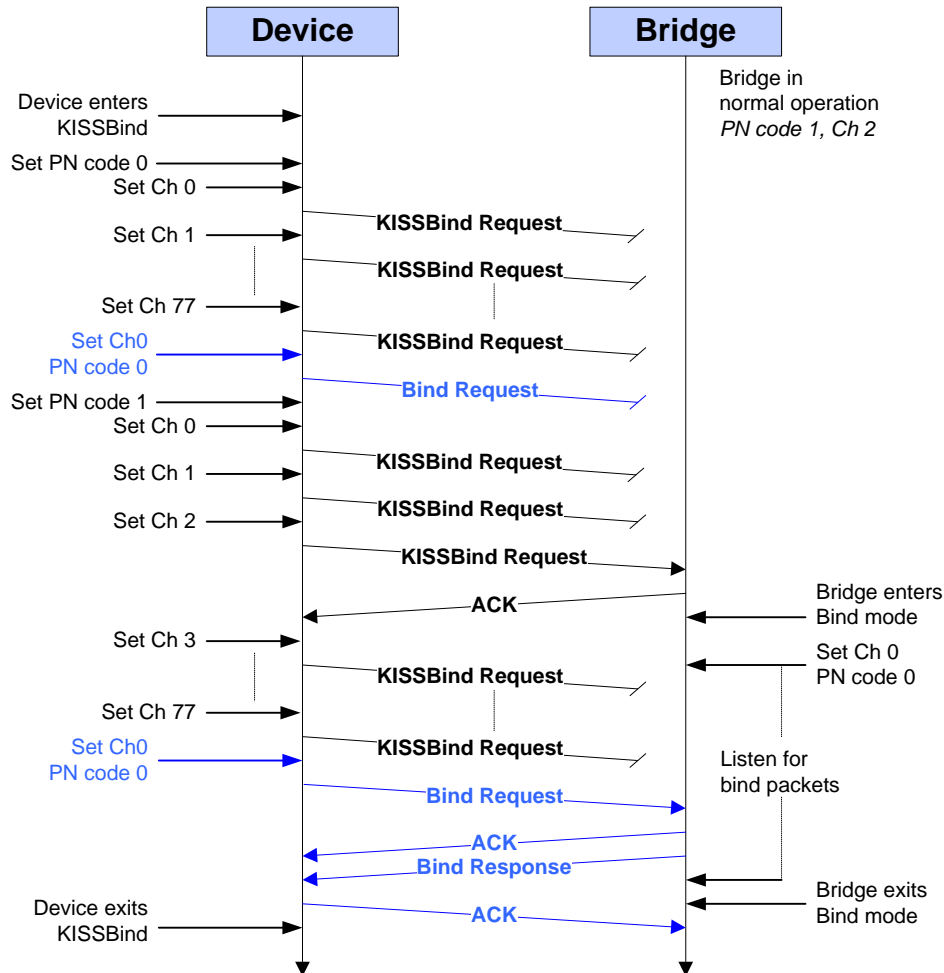 Device
Bridge
Bridge in
normal operation
PN code 1, Ch 2
Device enters
KISSBind
Set PN code 0
Set Ch 0
KISSBind Request
Set Ch 1
KISSBind Request
Set Ch 77
KISSBind Request
Set Ch0
PN code 0
Bind Request
Set PN code 1
Set Ch 0
KISSBind Request
Set Ch 1
KISSBind Request
Set Ch 2
KISSBind Request
ACK
Bridge enters
Bind mode
Set Ch 3
Set Ch 0
PN code 0
KISSBind Request
Set Ch 77
KISSBind Request
Set Ch0
PN code 0
Listen for
bind packets
Bind Request
ACK
Bind Response
Bridge exits
Bind mode
Device exits
KISSBind
ACK